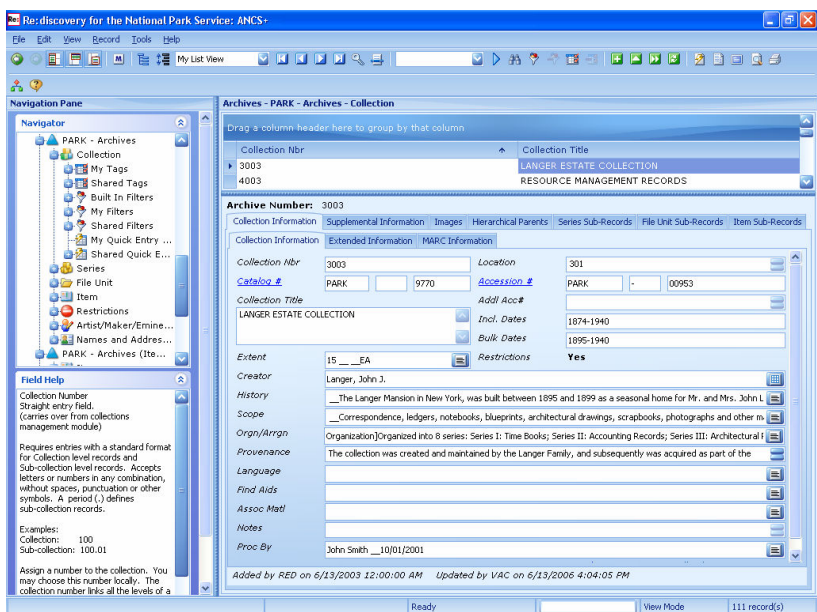 Re: Re:discovery for the National Park Service: ANCS+
File Edit View Record Tools Help
M My List View
Navigation Pane
Navigator
PARK - Archives
Collection
My Tags
Shared Tags
Built In Filters
My Filters
Shared Filters
My Quick Entry ...
Shared Quick E...
Series
File Unit
Item
Restrictions
Artist/Maker/Emine...
Names and Addres...
PARK - Archives (Ite...
Field Help
Collection Number
Straight entry field.
(carries over from collections
management module)
Requires entries with a standard format
for Collection level records and
Sub-collection level records. Accepts
letters or numbers in any combination,
without spaces, punctuation or other
symbols. A period (.) defines
sub-collection records.
Examples:
Collection: 100
Sub-collection: 100.01
Assign a number to the collection. You
may choose this number locally. The
collection number links all the levels of a
Archives - PARK - Archives - Collection
Drag a column header here to group by that column
Collection Nbr Collection Title
3003 LANGER ESTATE COLLECTION
4003 RESOURCE MANAGEMENT RECORDS
Archive Number: 3003
Collection Information Supplemental Information Images Hierarchical Parents Series Sub-Records File Unit Sub-Records Item Sub-Records
Collection Information Extended Information MARC Information
Collection Nbr 3003 Location 301
Catalog # PARK 9770 Accession # PARK - 00953
Collection Title Addl Acc#
LANGER ESTATE COLLECTION Incl. Dates 1874-1940
Bulk Dates 1895-1940
Extent 15 __ __EA Restrictions Yes
Creator Langer, John J.
History __The Langer Mansion in New York, was built between 1895 and 1899 as a seasonal home for Mr. and Mrs. John L
Scope __Correspondence, ledgers, notebooks, blueprints, architectural drawings, scrapbooks, photographs and other m
Orgn/Arrgn Organization]Organized into 8 series: Series I: Time Books; Series II: Accounting Records; Series III: Architectural
Provenance The collection was created and maintained by the Langer Family, and subsequently was acquired as part of the
Language
Find Aids
Assoc Matl
Notes
Proc By John Smith __10/01/2001
Added by RED on 6/13/2003 12:00:00 AM Updated by VAC on 6/13/2006 4:04:05 PM
Ready View Mode 111 record(s)